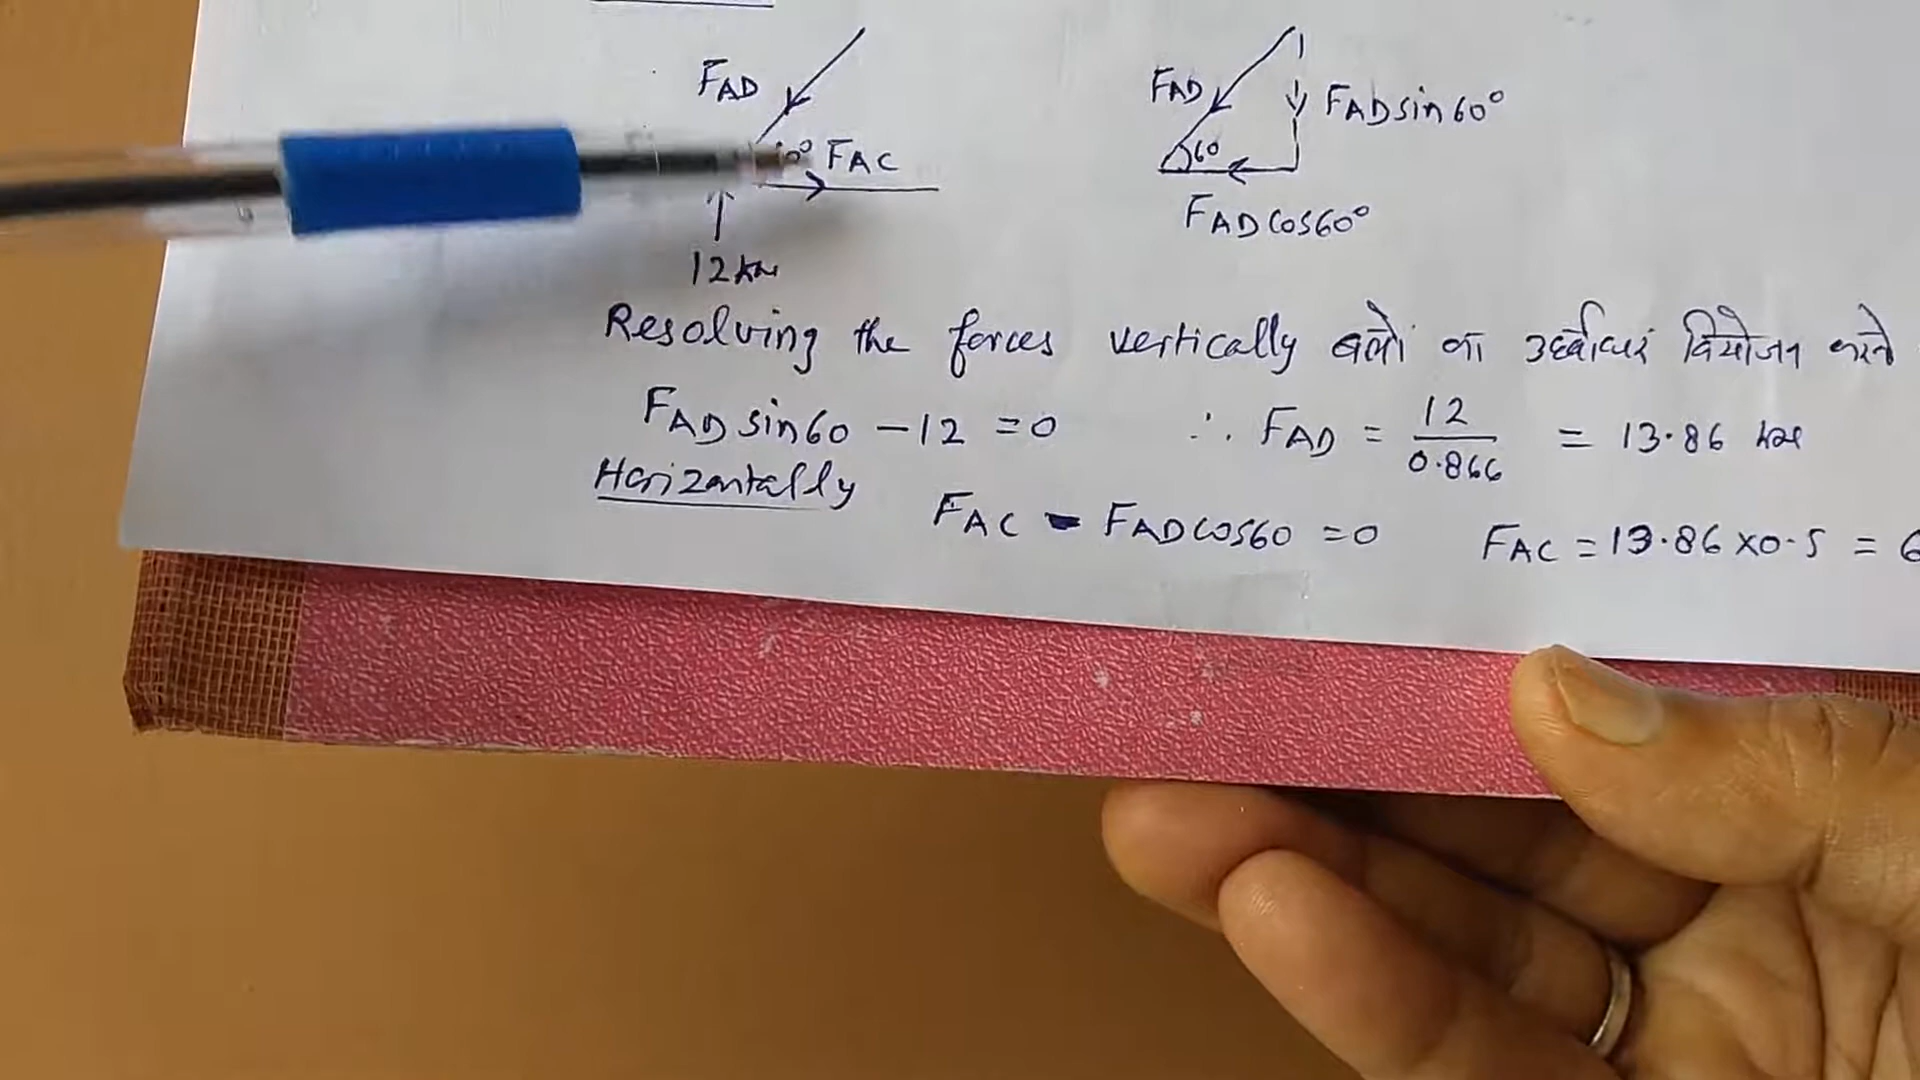 FAD
0° FAC
12 kN
FAD
FAD sin 60°
60
FAD cos60°
Resolving the forces vertically बलों का उर्ध्वाधर वियोजन करने
FAD sin60 - 12 = 0 ∴ FAD = 12/0.866 = 13.86 kN
Horizontally FAC - FAD cos60 = 0 FAC = 13.86 x0.5 = 6